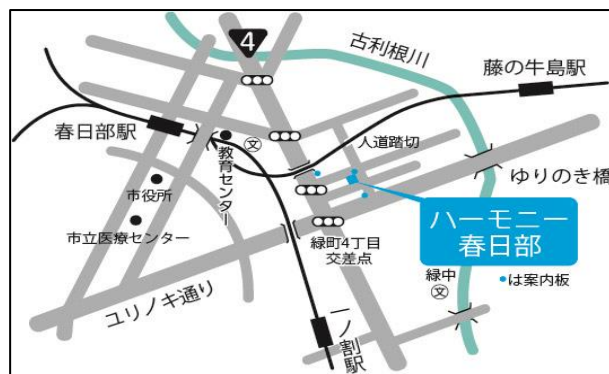 4
古利根川
藤の牛島駅
春日部駅
文
人道踏切
教育センター
ゆりのき橋
市役所
ハーモニー
春日部
市立医療センター
緑町4丁目
交差点
緑中
文
●は案内板
ユリノキ通り
一ノ割駅